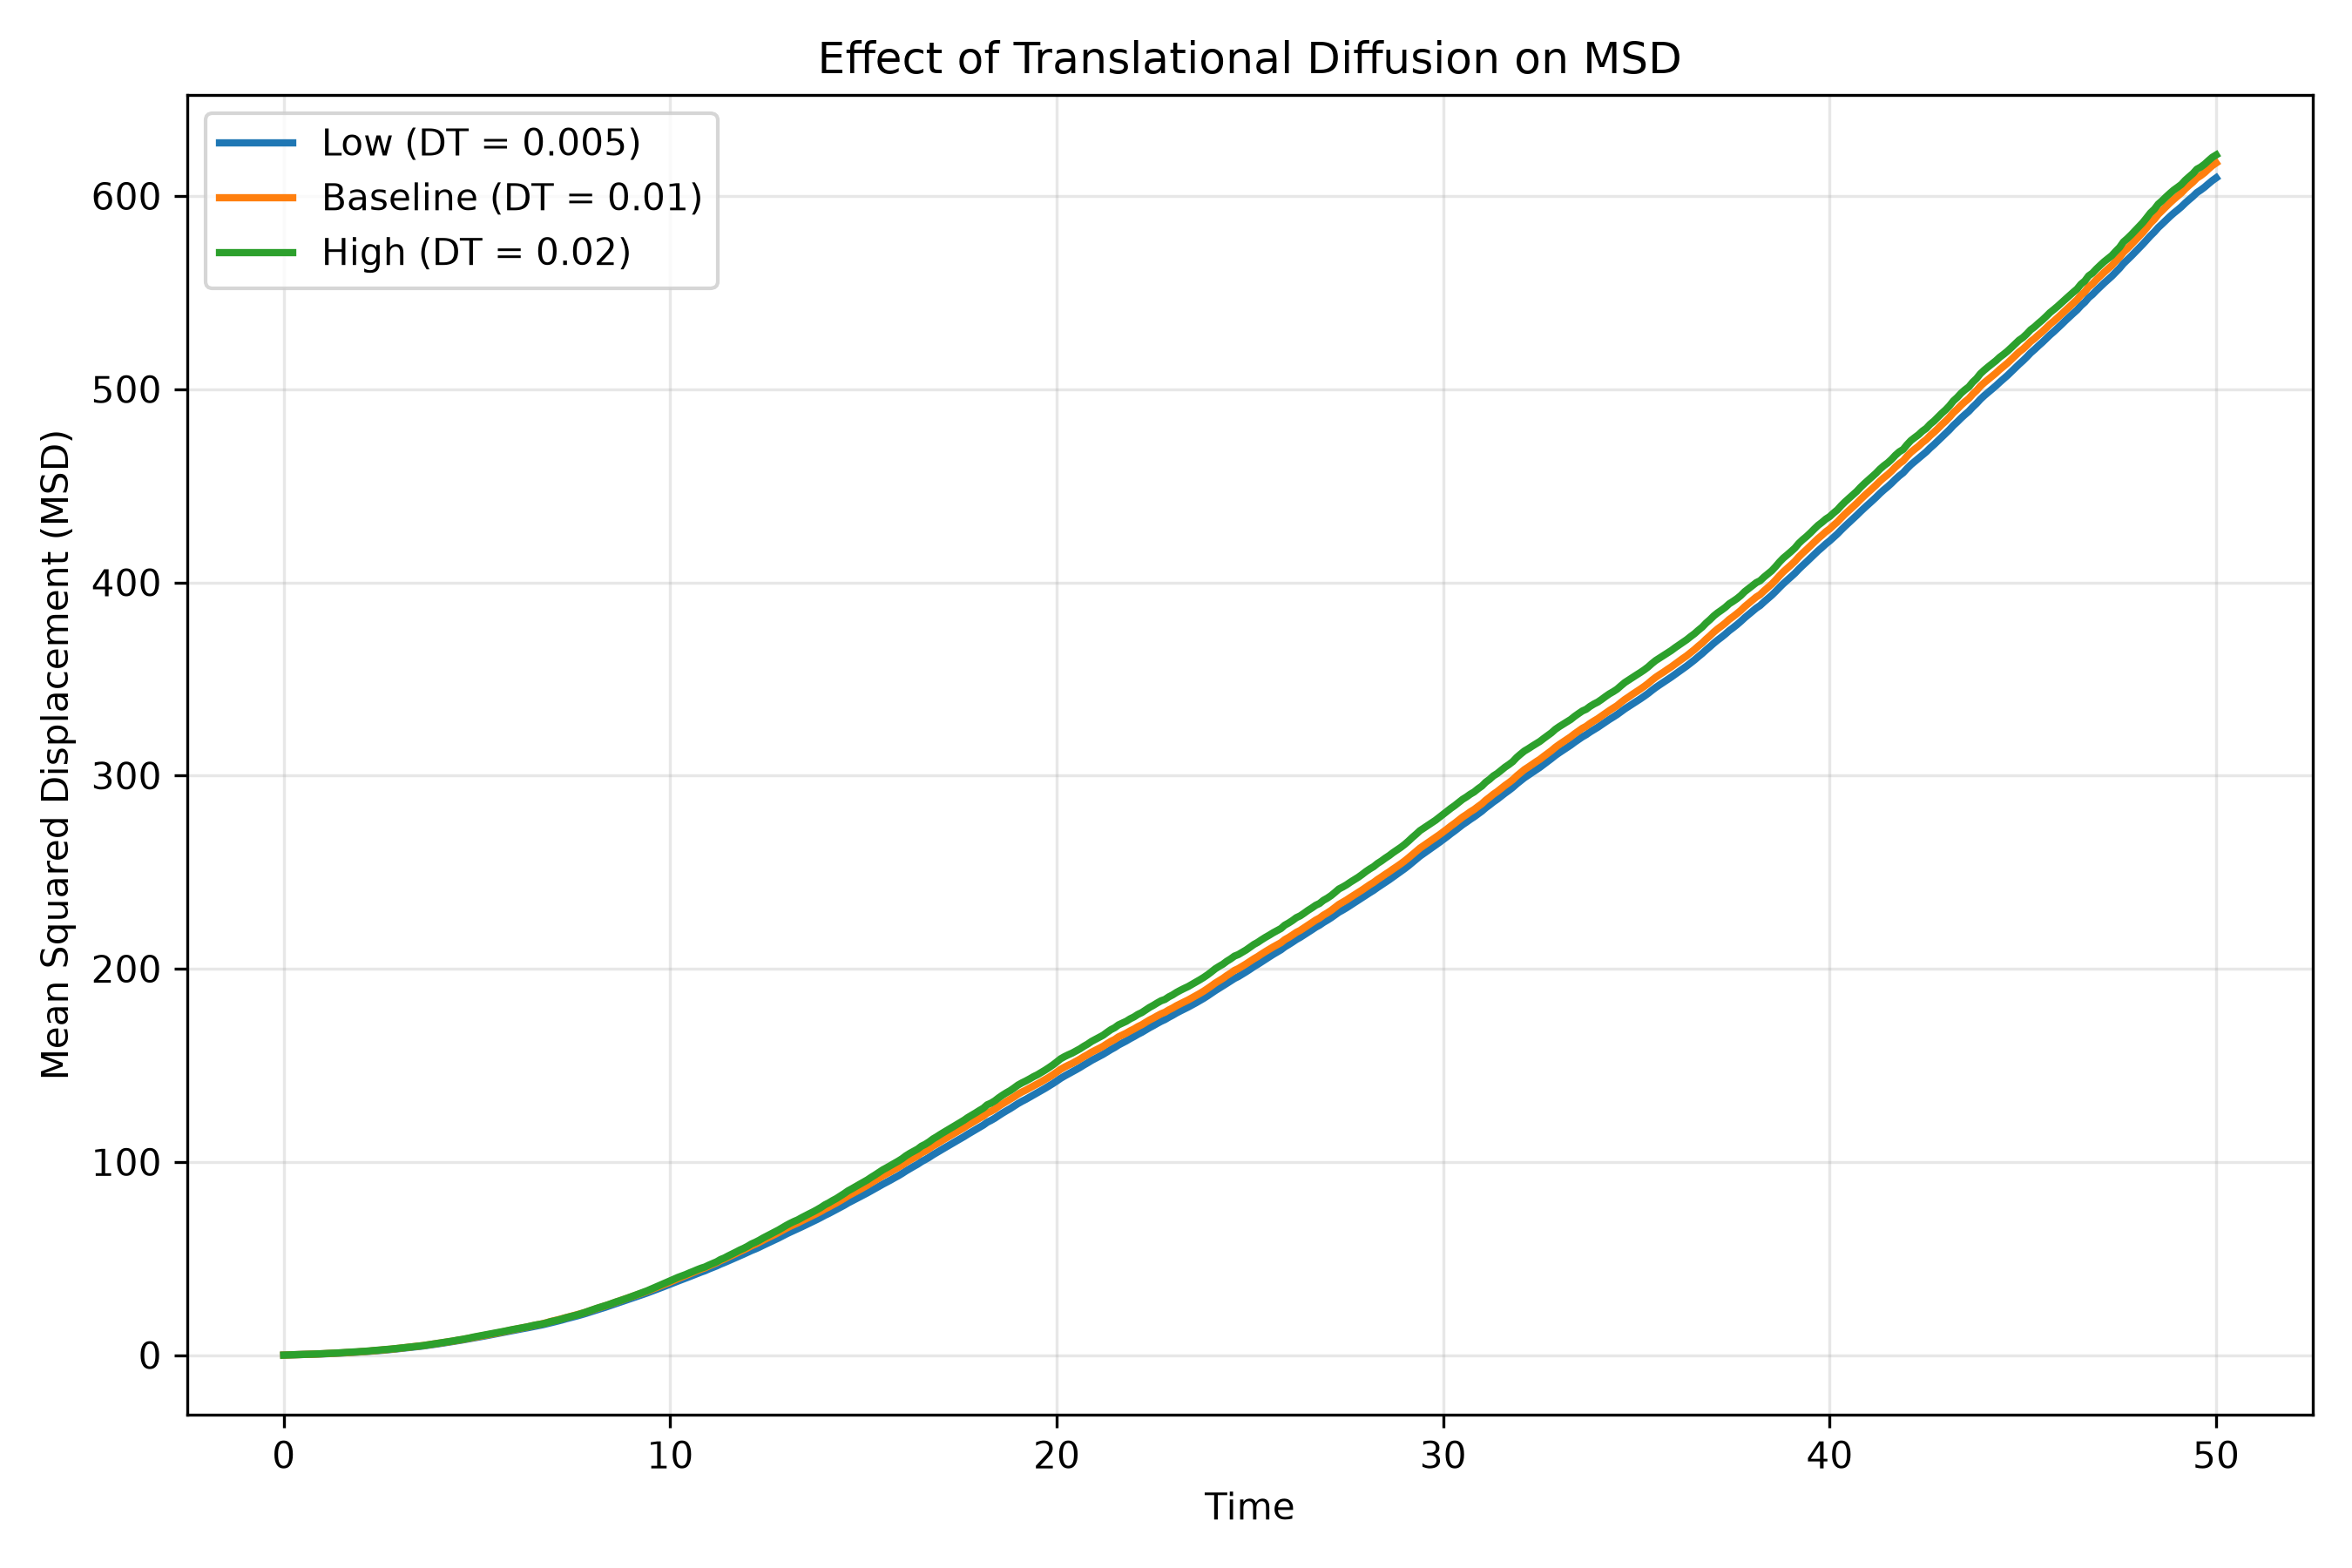 Effect of Translational Diffusion on MSD
Low (DT = 0.005)
Baseline (DT = 0.01)
High (DT = 0.02)
Mean Squared Displacement (MSD)
600
500
400
300
200
100
0
0 10 20 30 40 50
Time